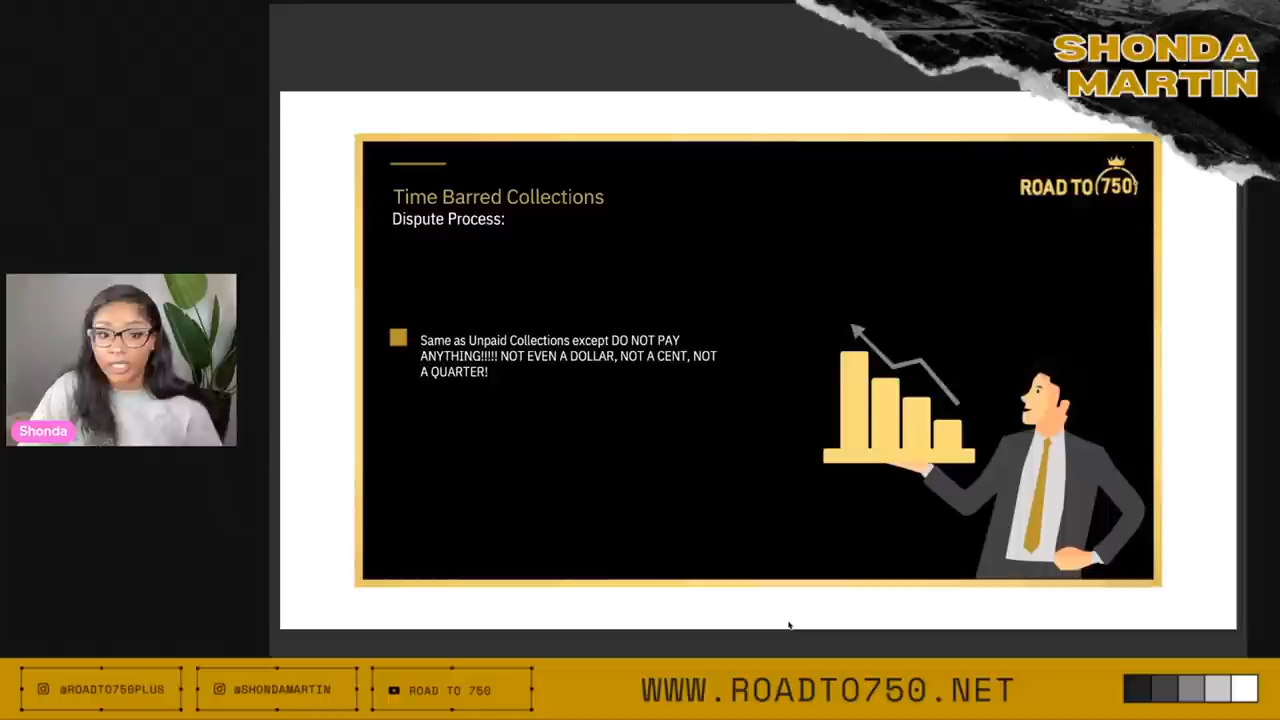 SHONDA
MARTIN
ROAD TO 750
Time Barred Collections
Dispute Process:
Same as Unpaid Collections except DO NOT PAY
ANYTHING!!!!! NOT EVEN A DOLLAR, NOT A CENT, NOT
A QUARTER!
Shonda
@ROADTO750PLUS
@SHONDAMARTIN
ROAD TO 750
WWW.ROADTO750.NET